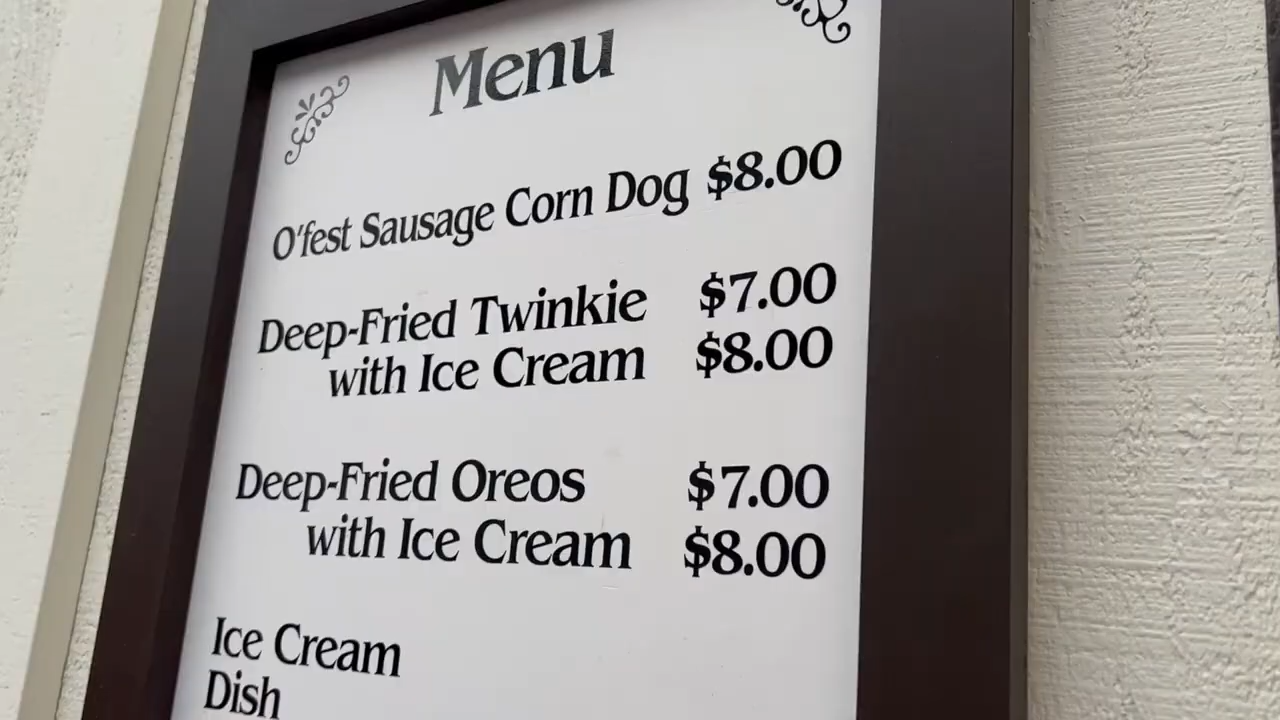 Menu
O'fest Sausage Corn Dog $8.00
Deep-Fried Twinkie $7.00
with Ice Cream $8.00
Deep-Fried Oreos $7.00
with Ice Cream $8.00
Ice Cream
Dish